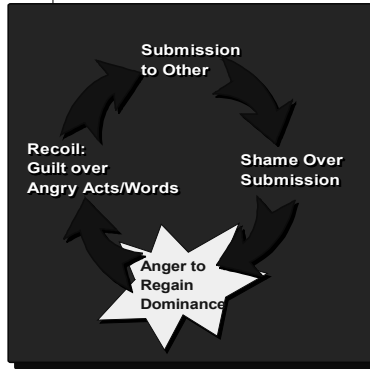 Submission
to Other
Shame Over
Submission
Anger to
Regain
Dominance
Recoil:
Guilt over
Angry Acts/Words